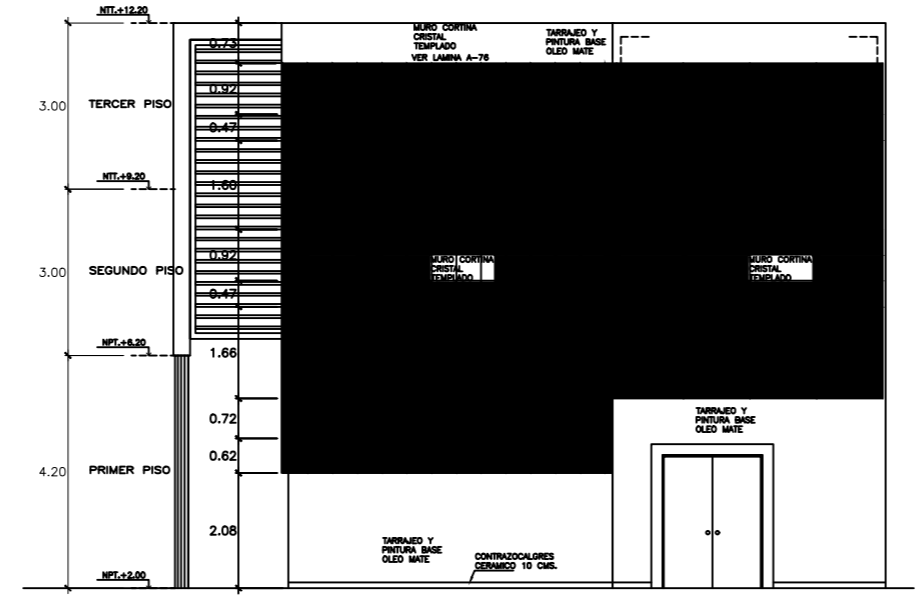 NTT.+12.20
MURO CORTINA
CRISTAL
TEMPLADO
VER LAMINA A-76
TARRAJEO Y
PINTURA BASE
OLEO MATE
0.73
0.92
3.00
TERCER PISO
0.47
NTT.+9.20
1.60
0.92
MURO CORTINA
CRISTAL
TEMPLADO
MURO CORTINA
CRISTAL
TEMPLADO
3.00
SEGUNDO PISO
0.47
NPT.+6.20
1.66
0.72
TARRAJEO Y
PINTURA BASE
OLEO MATE
0.62
4.20
PRIMER PISO
2.08
TARRAJEO Y
PINTURA BASE
OLEO MATE
CONTRAZOCALGRES
CERAMICO 10 CMS.
NPT.+2.00